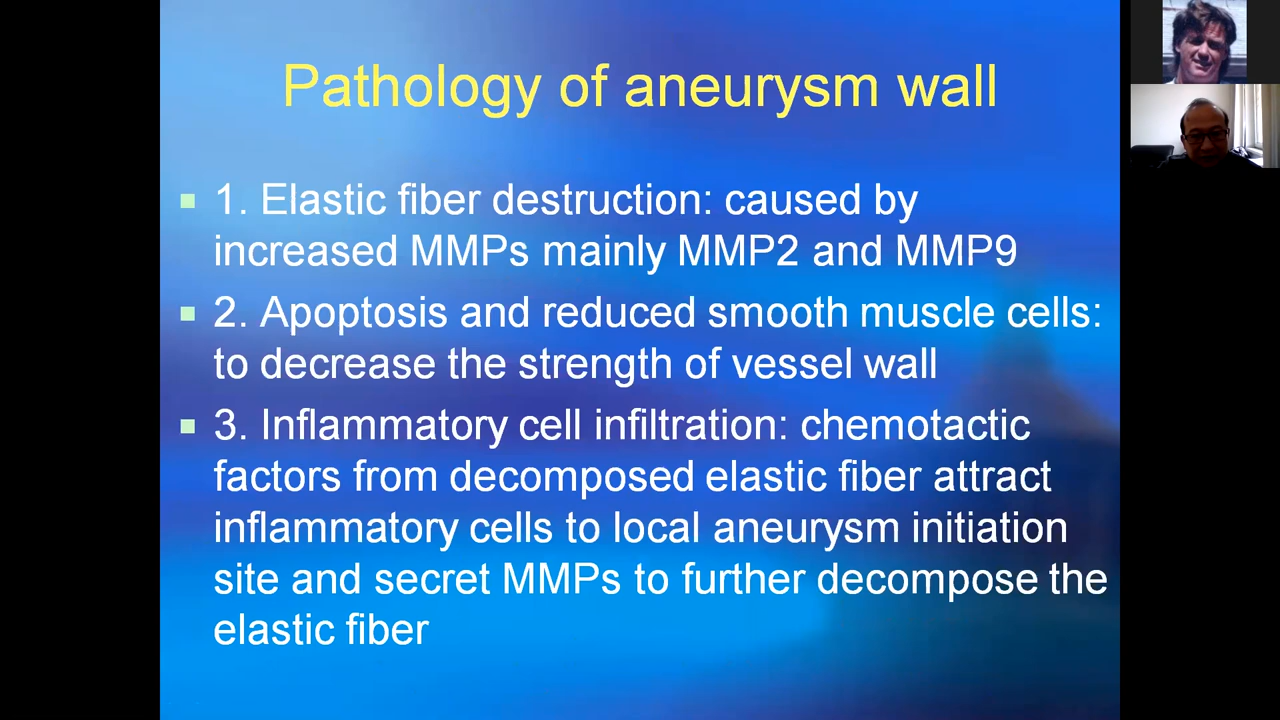 Pathology of aneurysm wall
1. Elastic fiber destruction: caused by
increased MMPs mainly MMP2 and MMP9
2. Apoptosis and reduced smooth muscle cells:
to decrease the strength of vessel wall
3. Inflammatory cell infiltration: chemotactic
factors from decomposed elastic fiber attract
inflammatory cells to local aneurysm initiation
site and secret MMPs to further decompose the
elastic fiber